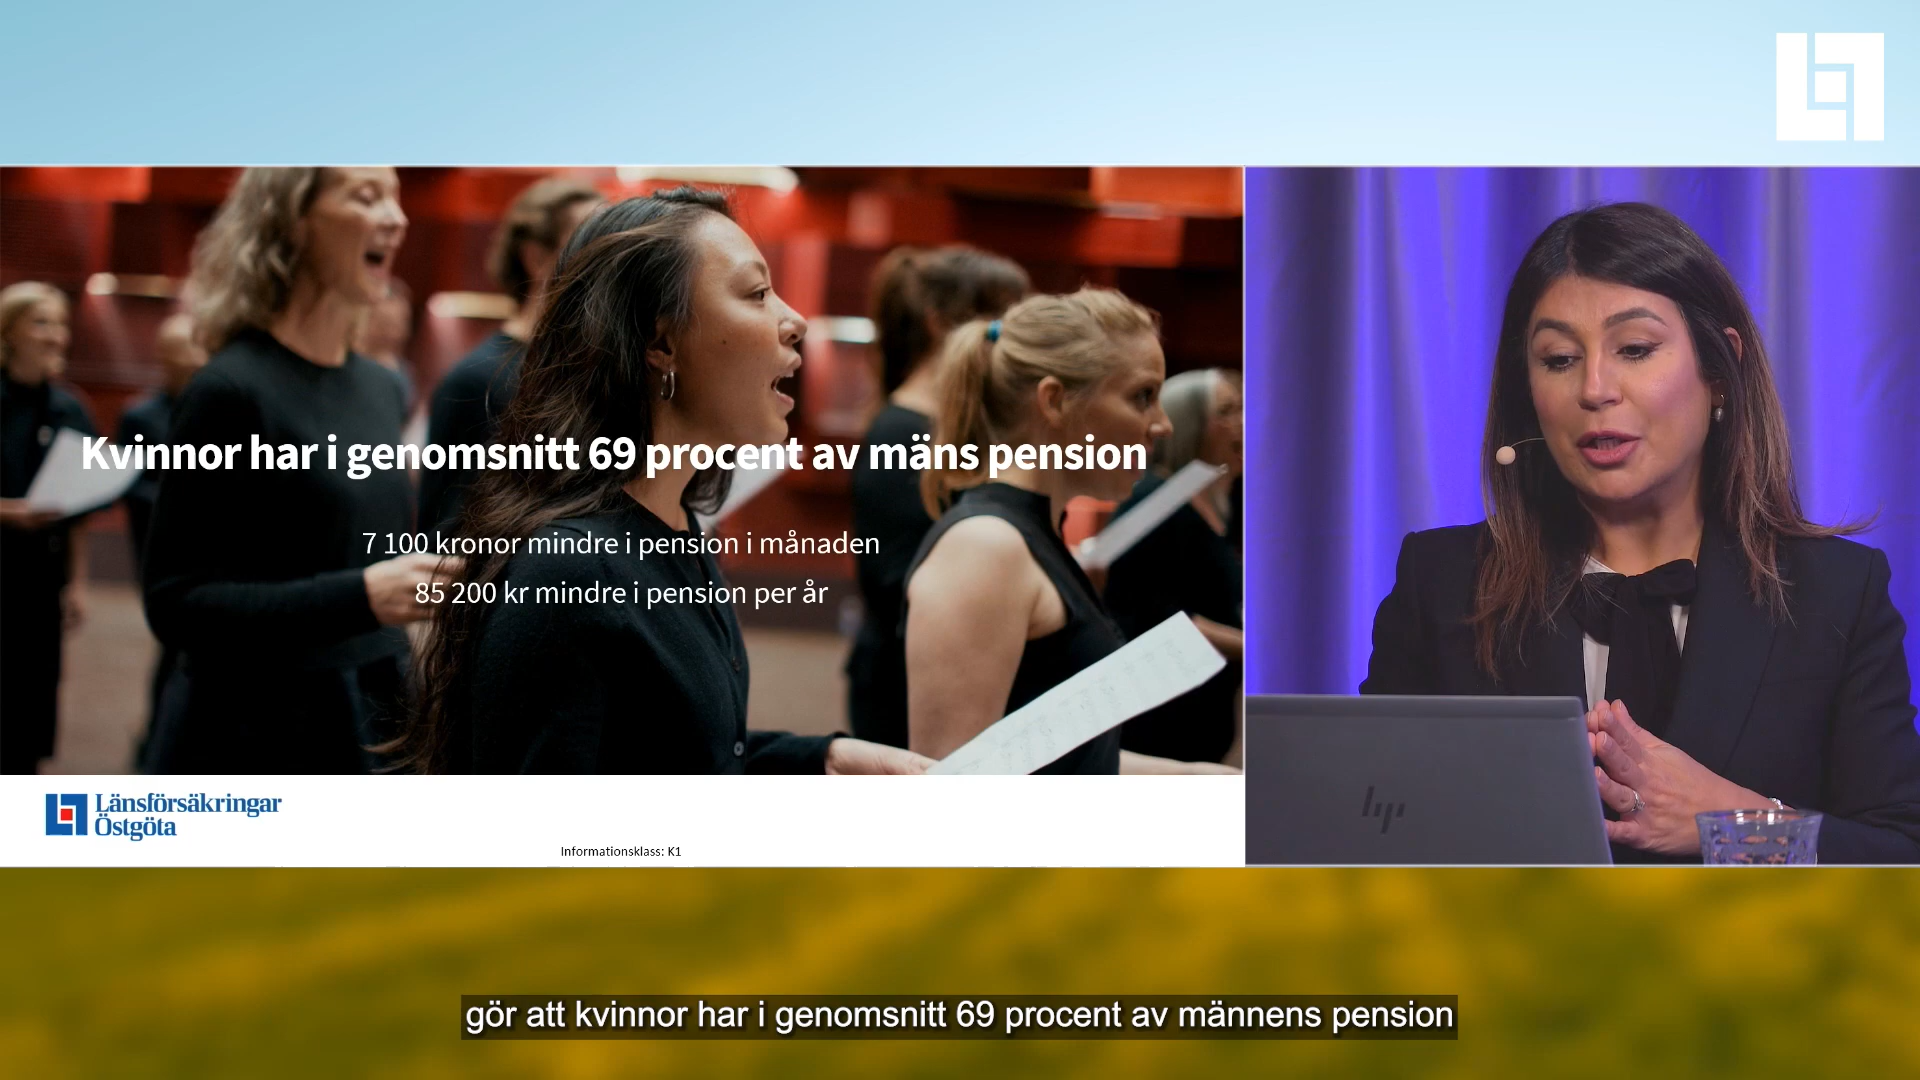 Kvinnor har i genomsnitt 69 procent av mäns pension
7 100 kronor mindre i pension i månaden
85 200 kr mindre i pension per år
Länsförsäkringar
Östgöta
Informationsklass: K1
hp
gör att kvinnor har i genomsnitt 69 procent av männens pension